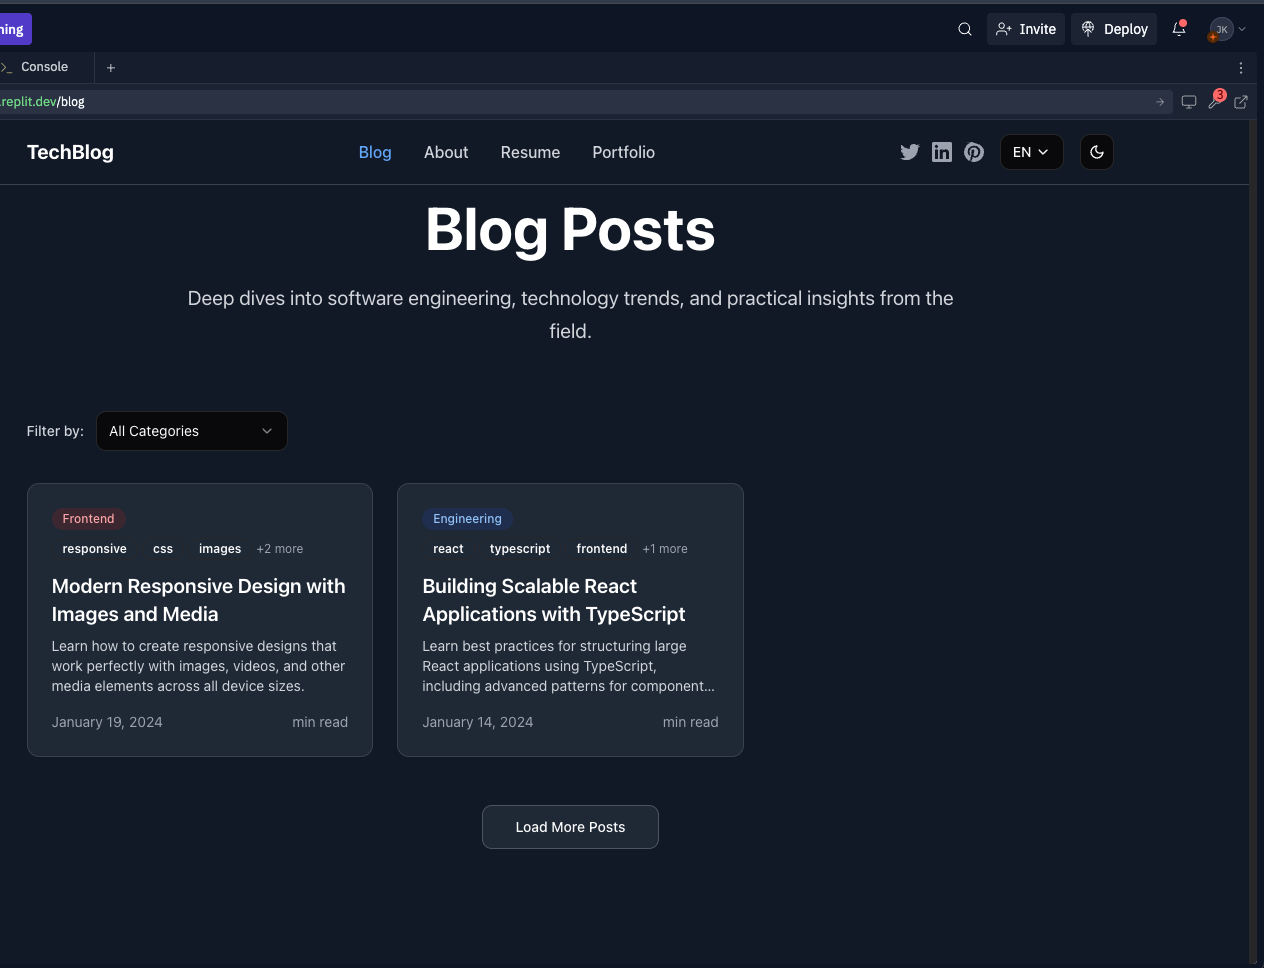 ning
Invite
Deploy
JK
Console
.replit.dev/blog
3
TechBlog
Blog
About
Resume
Portfolio
EN
Blog Posts
Deep dives into software engineering, technology trends, and practical insights from the
field.
Filter by:
All Categories
Frontend
responsive css images +2 more
Modern Responsive Design with
Images and Media
Learn how to create responsive designs that
work perfectly with images, videos, and other
media elements across all device sizes.
January 19, 2024 min read
Engineering
react typescript frontend +1 more
Building Scalable React
Applications with TypeScript
Learn best practices for structuring large
React applications using TypeScript,
including advanced patterns for component...
January 14, 2024 min read
Load More Posts